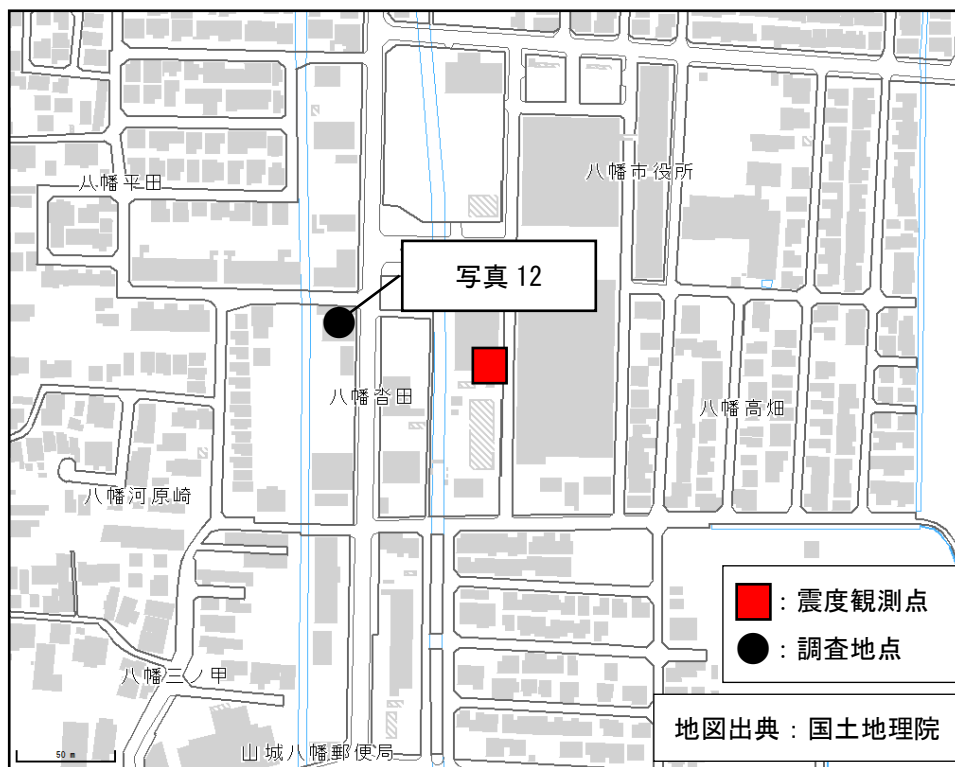 八幡市役所
八幡平田
写真 12
八幡沓田
八幡高畑
八幡河原崎
：震度観測点
：調査地点
八幡三ノ甲
地図出典：国土地理院
山城八幡郵便局
50 m